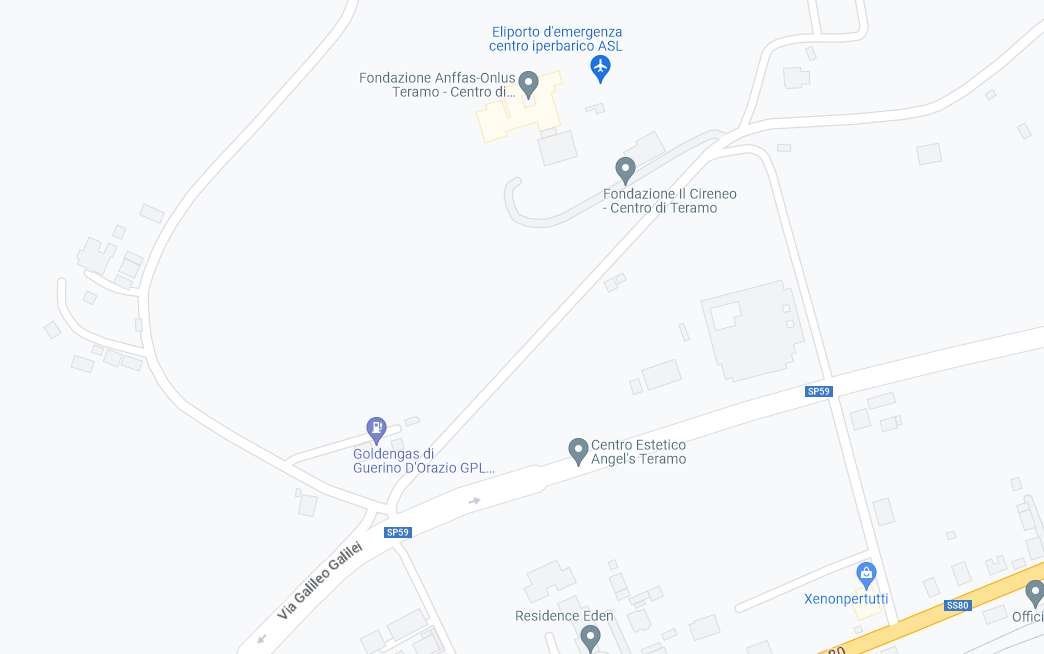 Eliporto d'emergenza
centro iperbarico ASL
Fondazione Anffas-Onlus
Teramo - Centro di...
Fondazione Il Cireneo
- Centro di Teramo
SP59
Goldengas di
Guerino D'Orazio GPL...
Centro Estetico
Angel's Teramo
SP59
Via Galileo Galilei
Xenonpertutti
SS80
Residence Eden
Offici
80